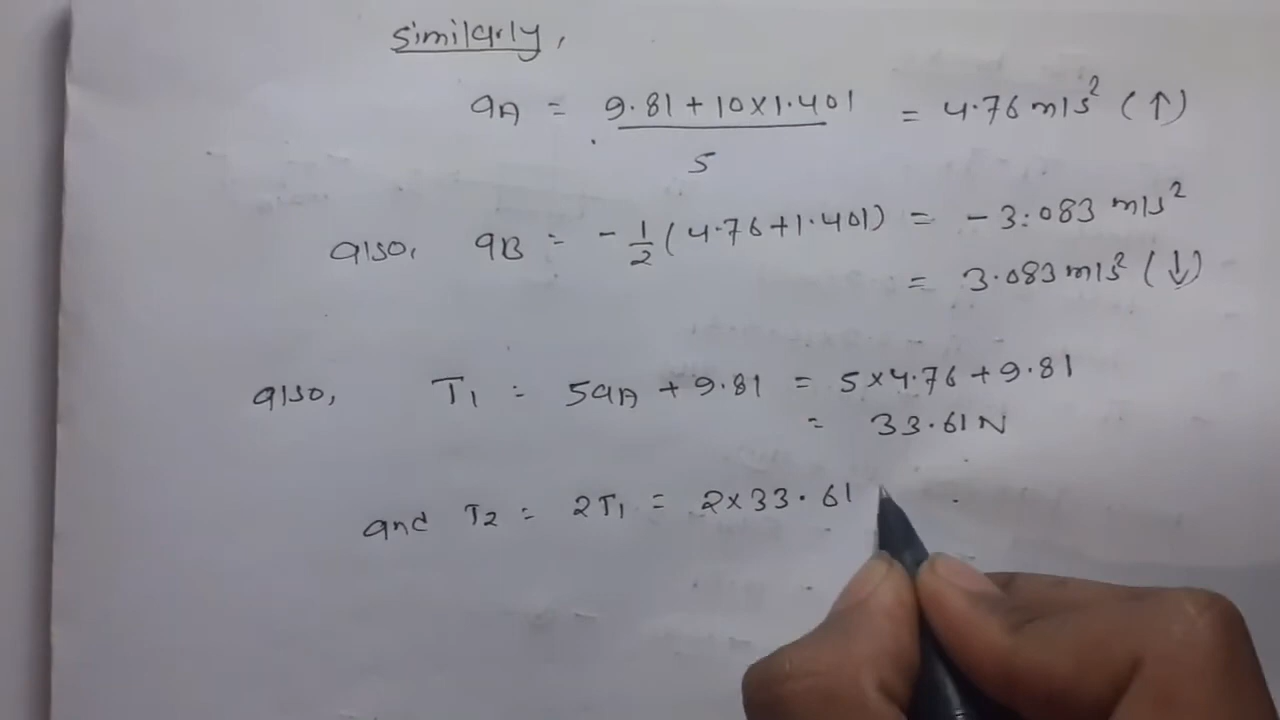 Similarly,
aA = 9.81 + 10×1.401 / 5 = 4.76 m/s² (↑)
also, aB = - 1/2 (4.76+1.401) = - 3.083 m/s²
= 3.083 m/s² (↓)
also, T1 = 5aA + 9.81 = 5×4.76 + 9.81
= 33.61 N
and T2 = 2T1 = 2×33.61